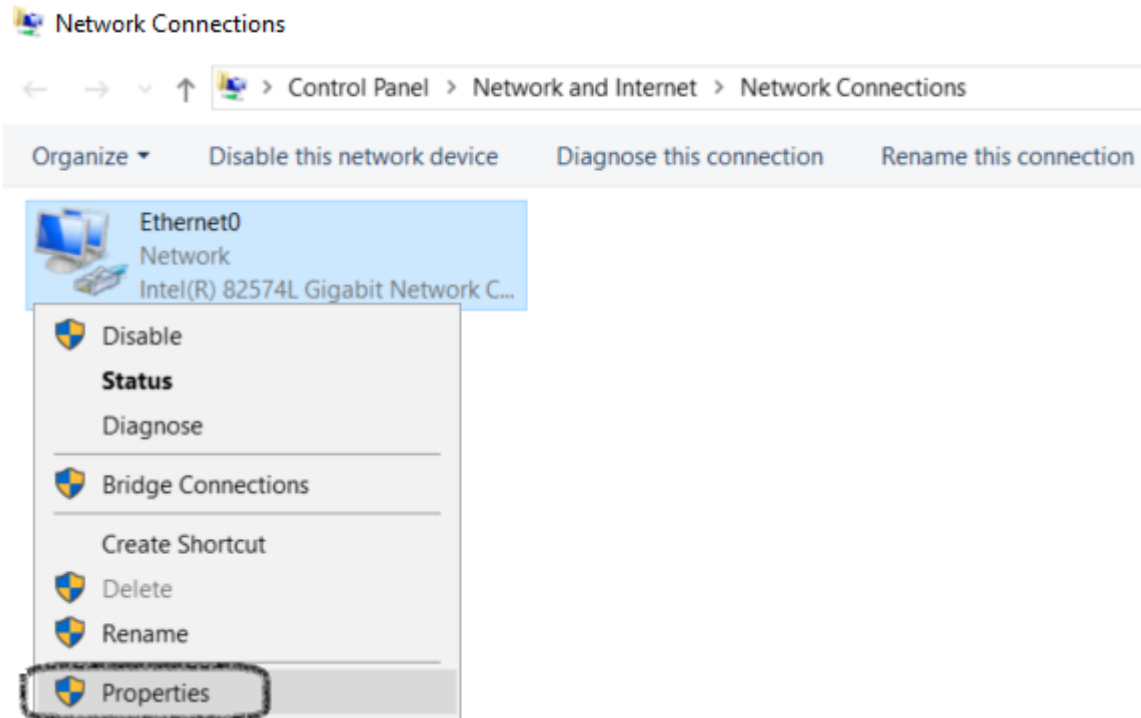 Network Connections
Control Panel > Network and Internet > Network Connections
Organize Disable this network device Diagnose this connection Rename this connection
Ethernet0
Network
Intel(R) 82574L Gigabit Network C...
Disable
Status
Diagnose
Bridge Connections
Create Shortcut
Delete
Rename
Properties